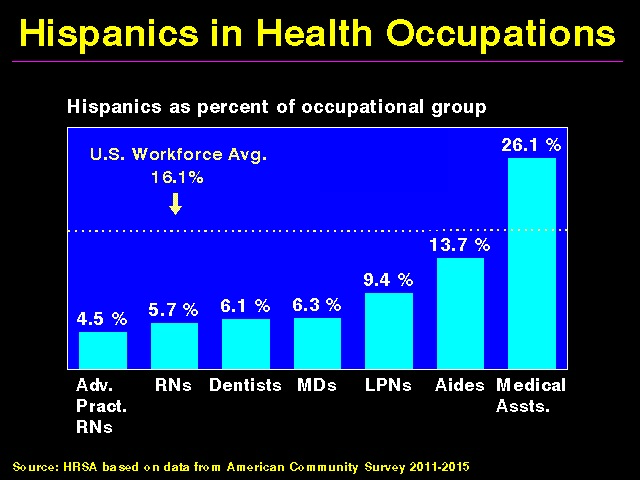 Hispanics in Health Occupations
Hispanics as percent of occupational group
U.S. Workforce Avg.
16.1%
26.1 %
13.7 %
9.4 %
4.5 %
5.7 %
6.1 %
6.3 %
Adv.
Pract.
RNs
RNs
Dentists
MDs
LPNs
Aides
Medical
Assts.
Source: HRSA based on data from American Community Survey 2011-2015